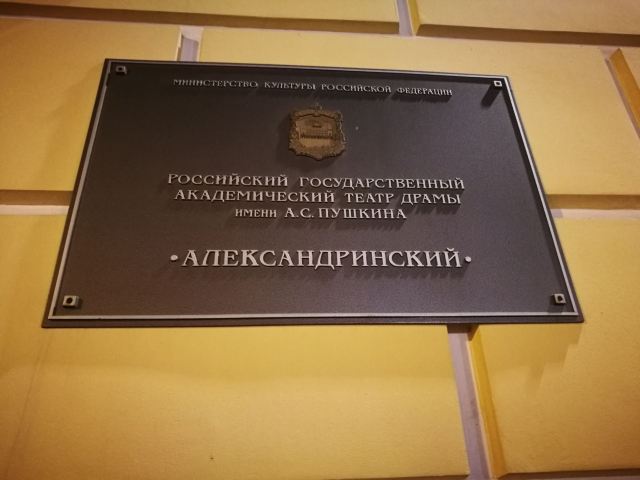 МИНИСТЕРСТВО КУЛЬТУРЫ РОССИЙСКОЙ ФЕДЕРАЦИИ
РОССИЙСКИЙ ГОСУДАРСТВЕННЫЙ
АКАДЕМИЧЕСКИЙ ТЕАТР ДРАМЫ
ИМЕНИ А.С. ПУШКИНА
•АЛЕКСАНДРИНСКИЙ•